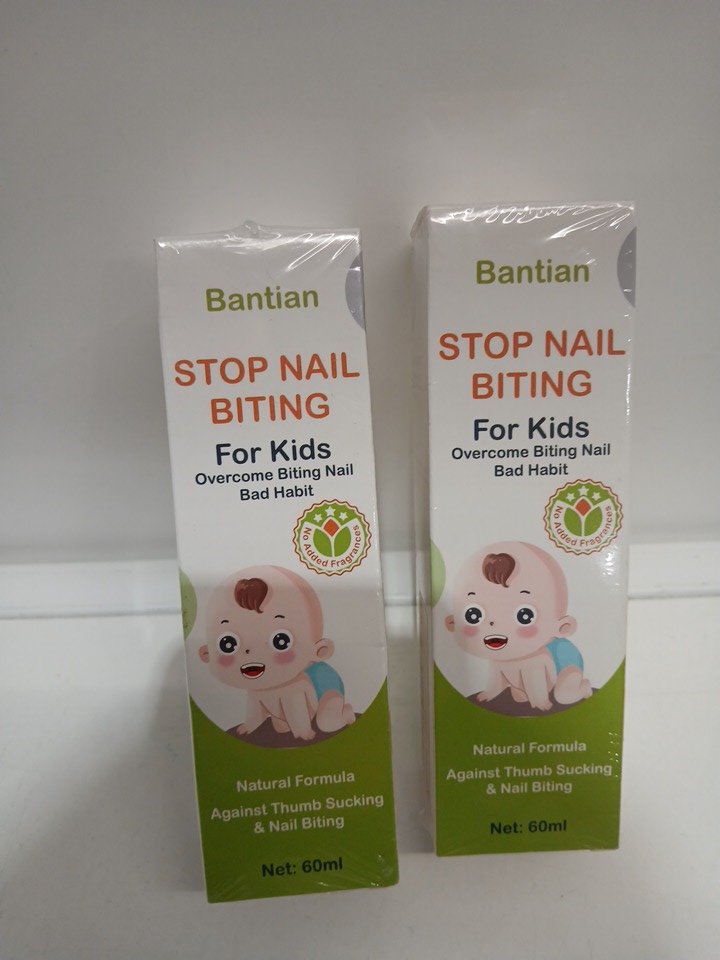 Bantian
STOP NAIL
BITING
For Kids
Overcome Biting Nail
Bad Habit
No Added Fragrances
Natural Formula
Against Thumb Sucking
& Nail Biting
Net: 60ml
Bantian
STOP NAIL
BITING
For Kids
Overcome Biting Nail
Bad Habit
No Added Fragrances
Natural Formula
Against Thumb Sucking
& Nail Biting
Net: 60ml